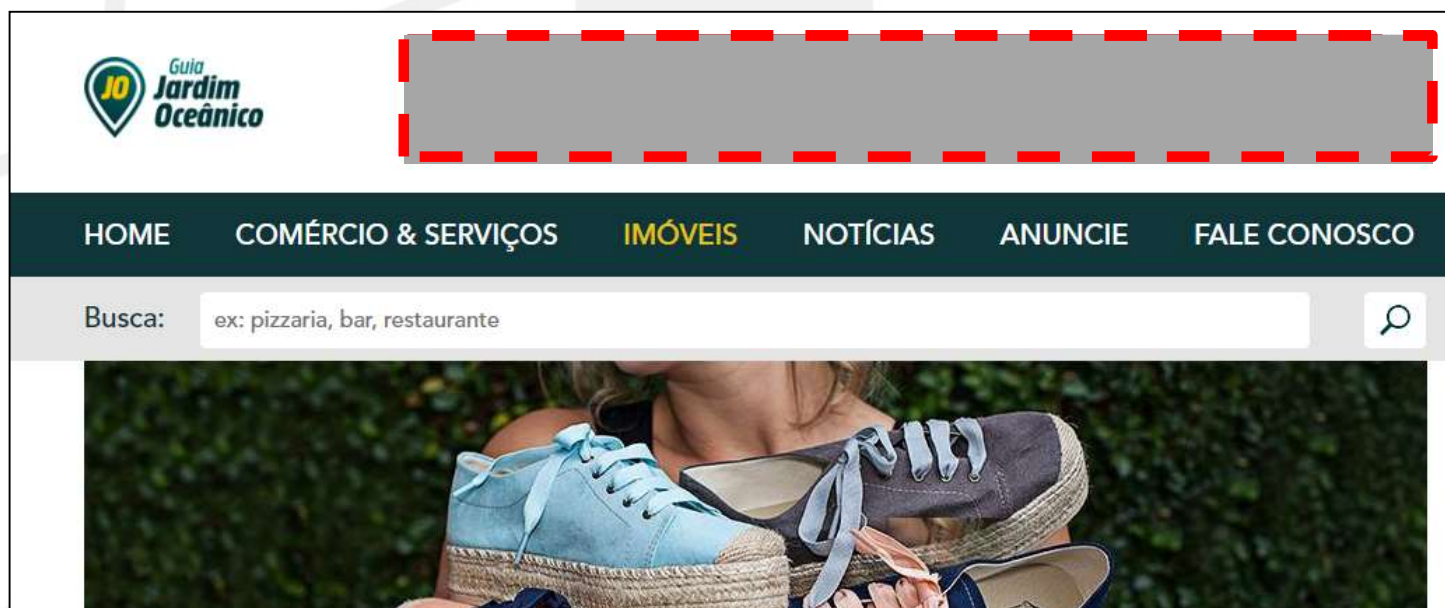 JO
Guia
Jardim
Oceânico
HOME COMÉRCIO & SERVIÇOS IMÓVEIS NOTÍCIAS ANUNCIE FALE CONOSCO
Busca: ex: pizzaria, bar, restaurante